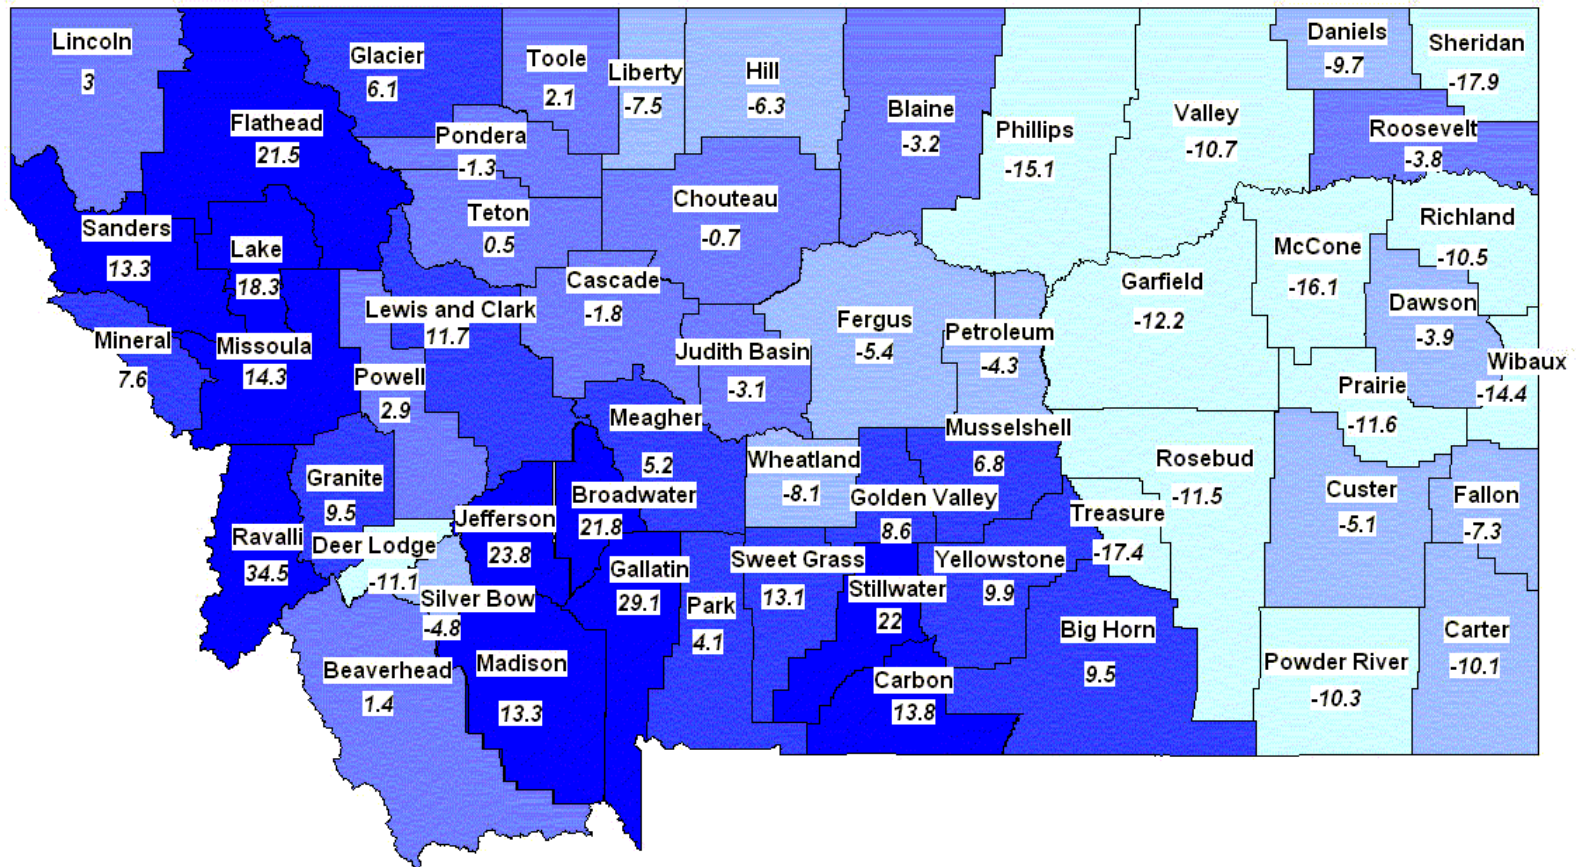 Lincoln
3
Flathead
21.5
Glacier
6.1
Toole
2.1
Liberty
-7.5
Hill
-6.3
Blaine
-3.2
Phillips
-15.1
Valley
-10.7
Daniels
-9.7
Sheridan
-17.9
Roosevelt
-3.8
Pondera
-1.3
Teton
0.5
Chouteau
-0.7
Sanders
13.3
Lake
18.3
Lewis and Clark
11.7
Cascade
-1.8
Judith Basin
-3.1
Fergus
-5.4
Petroleum
-4.3
Garfield
-12.2
McCone
-16.1
Richland
-10.5
Dawson
-3.9
Wibaux
-14.4
Prairie
-11.6
Mineral
7.6
Missoula
14.3
Powell
2.9
Meagher
5.2
Musselshell
6.8
Wheatland
-8.1
Golden Valley
8.6
Rosebud
-11.5
Custer
-5.1
Fallon
-7.3
Granite
9.5
Broadwater
21.8
Jefferson
23.8
Ravalli
34.5
Deer Lodge
-11.1
Silver Bow
-4.8
Gallatin
29.1
Park
4.1
Sweet Grass
13.1
Stillwater
22
Yellowstone
9.9
Treasure
-17.4
Big Horn
9.5
Powder River
-10.3
Carter
-10.1
Beaverhead
1.4
Madison
13.3
Carbon
13.8